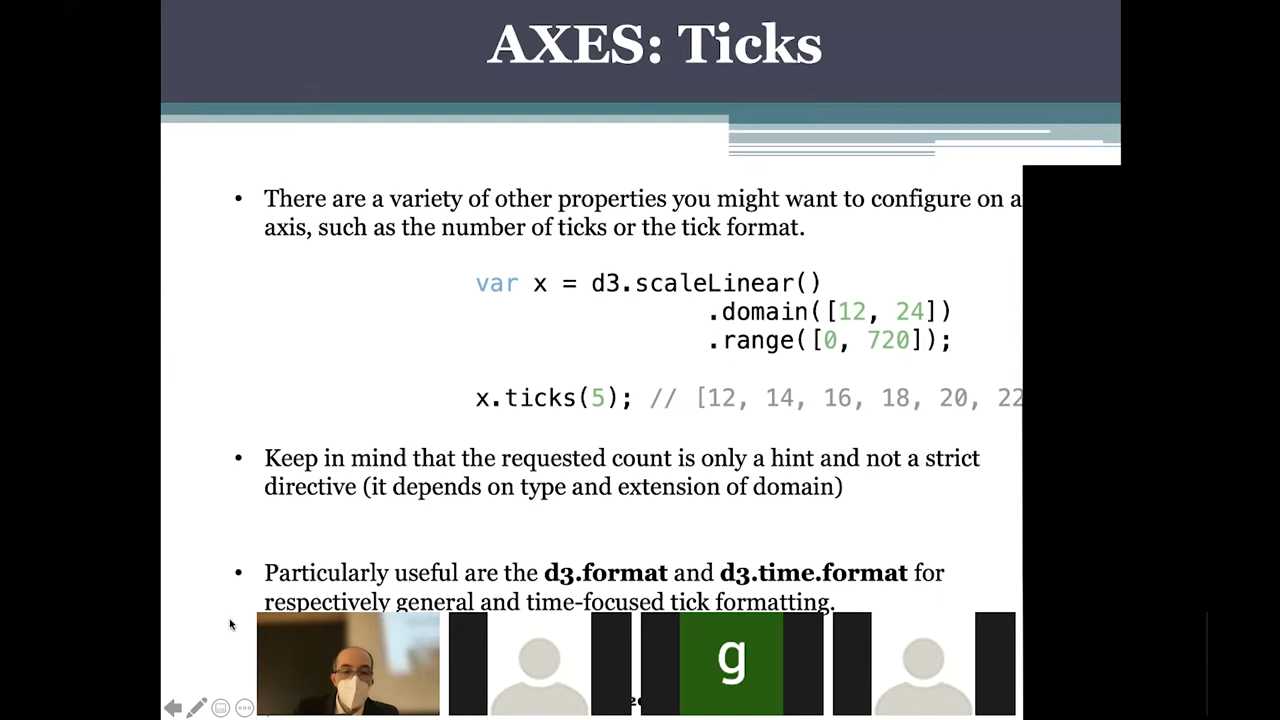 AXES: Ticks
• There are a variety of other properties you might want to configure on a
axis, such as the number of ticks or the tick format.
var x = d3.scaleLinear()
.domain([12, 24])
.range([0, 720]);
x.ticks(5); // [12, 14, 16, 18, 20, 22
• Keep in mind that the requested count is only a hint and not a strict
directive (it depends on type and extension of domain)
• Particularly useful are the d3.format and d3.time.format for
respectively general and time-focused tick formatting.
g